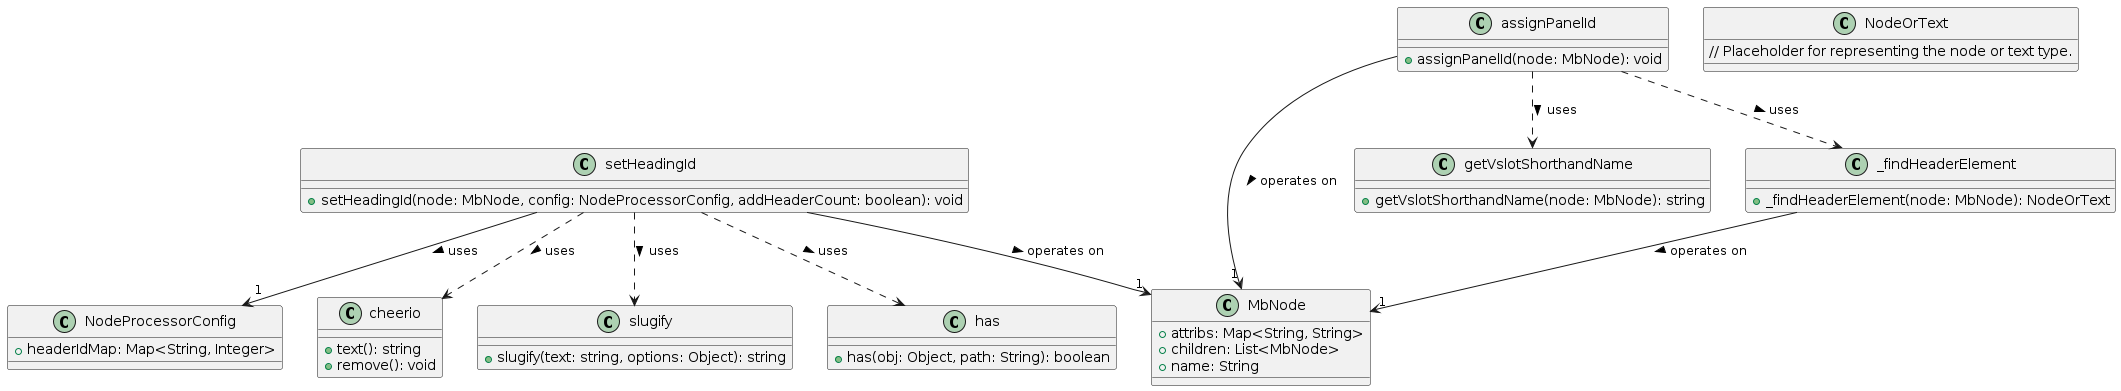 C assignPanelId
assignPanelId(node: MbNode): void
C NodeOrText
// Placeholder for representing the node or text type.
uses
uses
C setHeadingId
setHeadingId(node: MbNode, config: NodeProcessorConfig, addHeaderCount: boolean): void
operates on
C getVslotShorthandName
getVslotShorthandName(node: MbNode): string
C _findHeaderElement
_findHeaderElement(node: MbNode): NodeOrText
uses
uses
uses
uses
operates on
operates on
1
1
1
1
C NodeProcessorConfig
headerIdMap: Map<String, Integer>
C cheerio
text(): string
remove(): void
C slugify
slugify(text: string, options: Object): string
C has
has(obj: Object, path: String): boolean
C MbNode
attribs: Map<String, String>
children: List<MbNode>
name: String